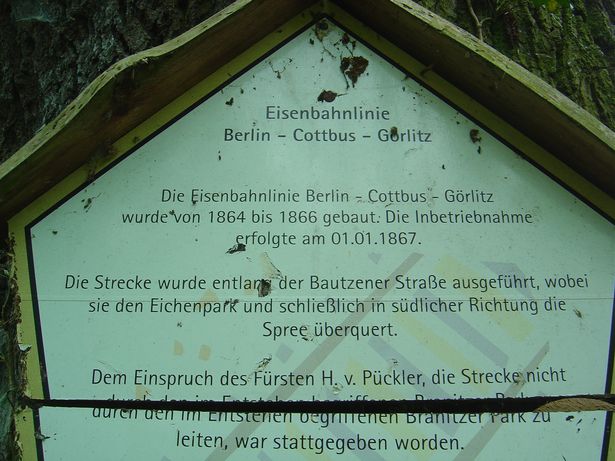 Eisenbahnlinie
Berlin - Cottbus - Görlitz
Die Eisenbahnlinie Berlin - Cottbus - Görlitz
wurde von 1864 bis 1866 gebaut. Die Inbetriebnahme
erfolgte am 01.01.1867.
Die Strecke wurde entlang der Bautzener Straße ausgeführt, wobei
sie den Eichenpark und schließlich in südlicher Richtung die
Spree überquert.
Dem Einspruch des Fürsten H. v. Pückler, die Strecke nicht
durch den im Entstehen begriffenen Branitzer Park zu
leiten, war stattgegeben worden.